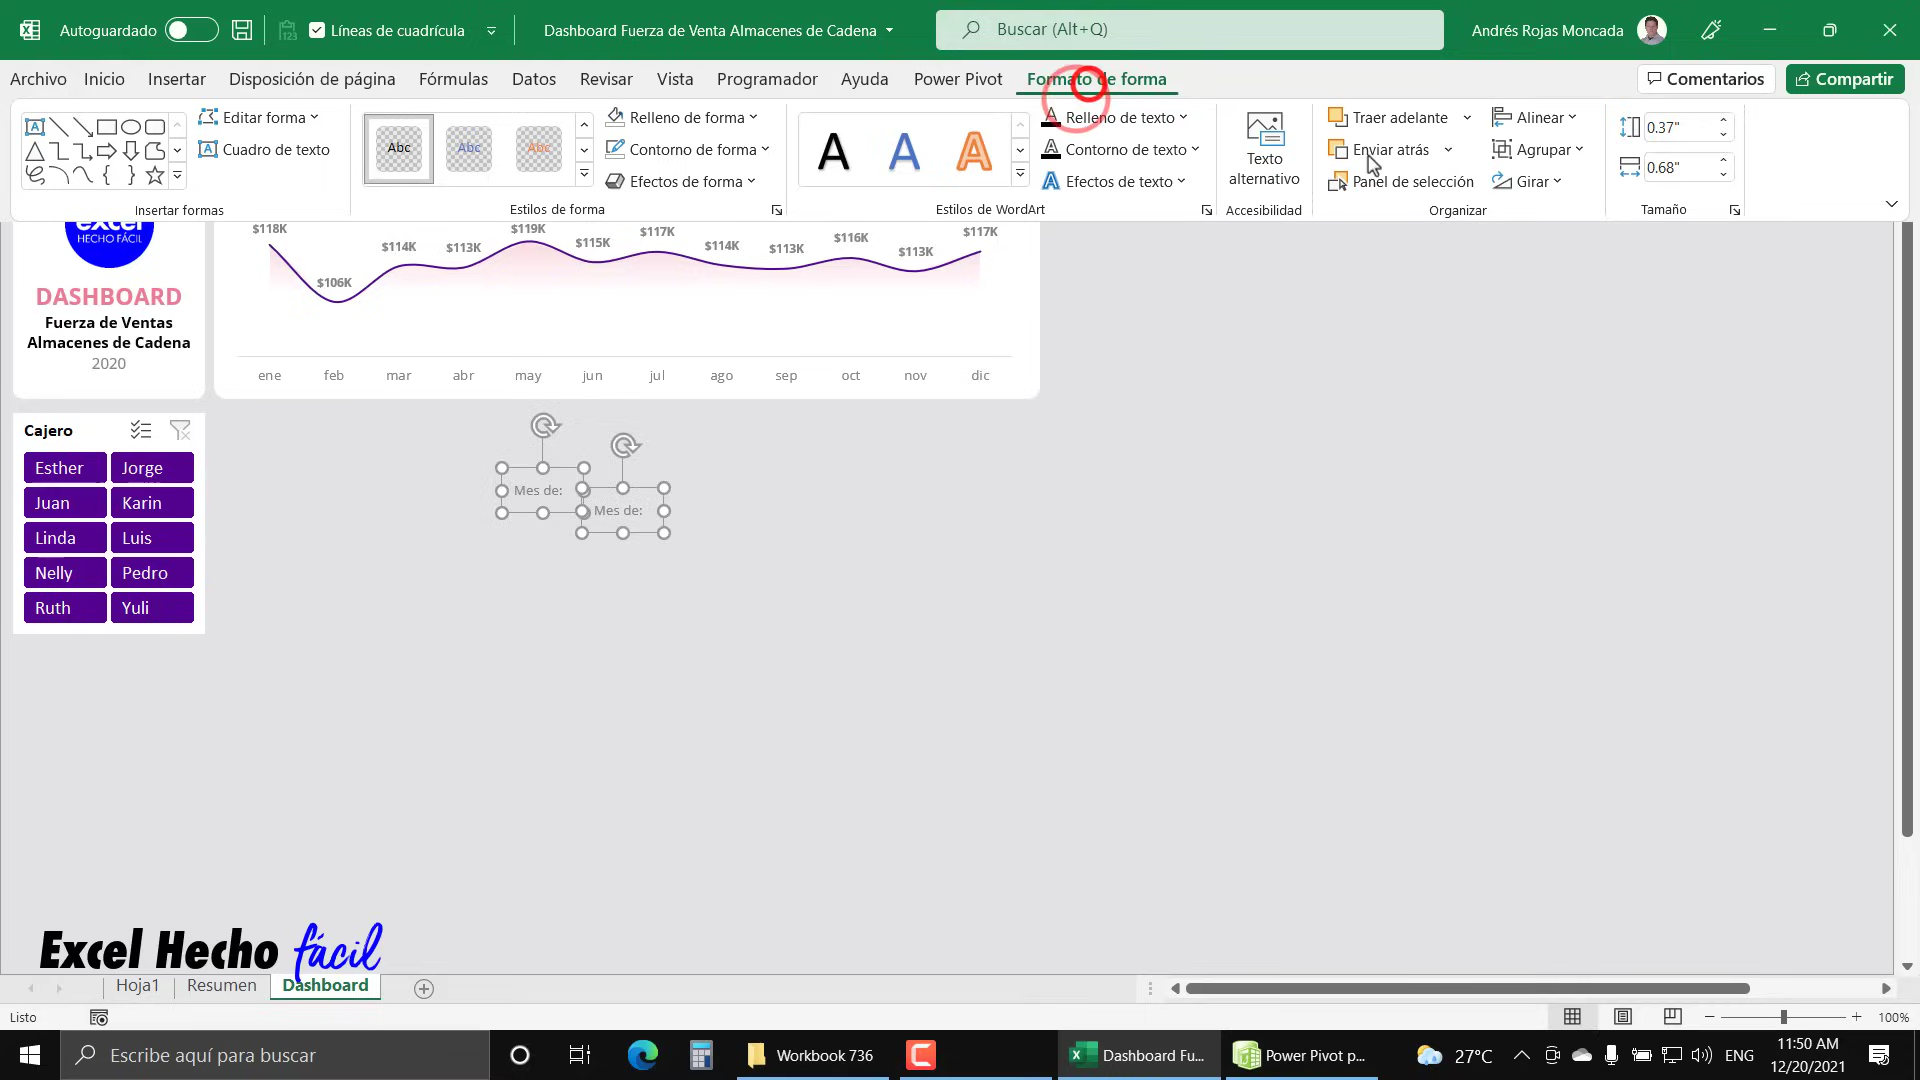 Autoguardado
Líneas de cuadrícula
Dashboard Fuerza de Venta Almacenes de Cadena
Buscar (Alt+Q)
Andrés Rojas Moncada
Archivo Inicio Insertar Disposición de página Fórmulas Datos Revisar Vista Programador Ayuda Power Pivot Formato de forma
Comentarios
Compartir
Editar forma
Cuadro de texto
Insertar formas
Abc Abc Abc
Relleno de forma
Contorno de forma
Efectos de forma
Estilos de forma
A A A
Relleno de texto
Contorno de texto
Efectos de texto
Estilos de WordArt
Texto
alternativo
Accesibilidad
Traer adelante
Enviar atrás
Panel de selección
Alinear
Agrupar
Girar
Organizar
0.37"
0.68"
Tamaño
excel
HECHO FÁCIL
DASHBOARD
Fuerza de Ventas
Almacenes de Cadena
2020
$118K $106K $114K $113K $119K $115K $117K $114K $113K $116K $113K $117K
ene feb mar abr may jun jul ago sep oct nov dic
Cajero
Esther Jorge
Juan Karin
Linda Luis
Nelly Pedro
Ruth Yuli
Mes de:
Mes de:
Excel Hecho fácil
Hoja1 Resumen Dashboard
Listo
100%
Escribe aquí para buscar
Workbook 736
Dashboard Fu...
Power Pivot p...
27°C
ENG
11:50 AM
12/20/2021